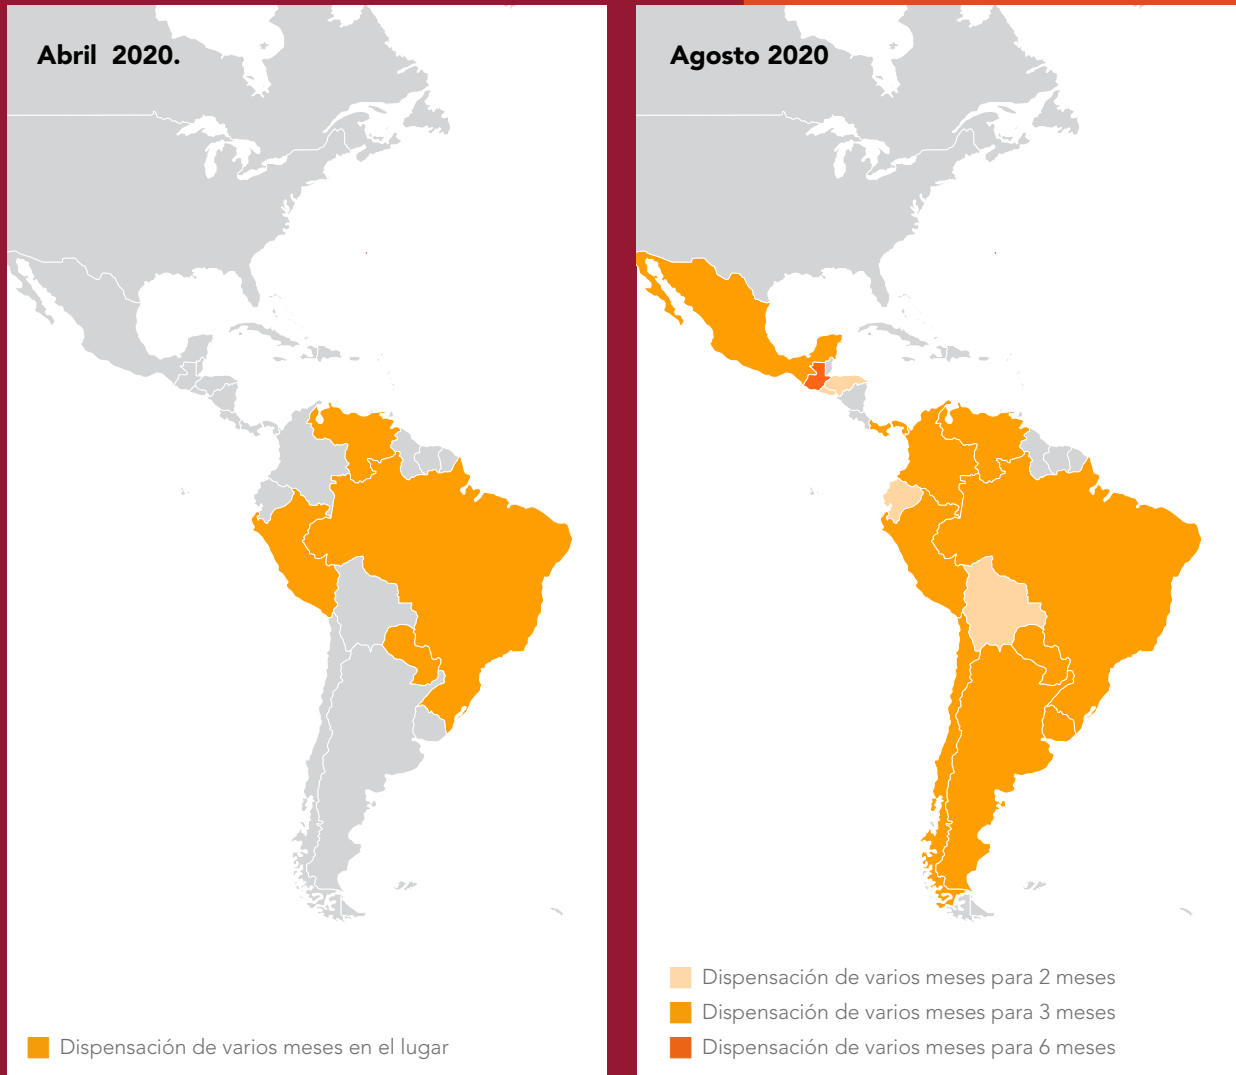 Abril 2020.
Dispensación de varios meses en el lugar
Agosto 2020
Dispensación de varios meses para 2 meses
Dispensación de varios meses para 3 meses
Dispensación de varios meses para 6 meses